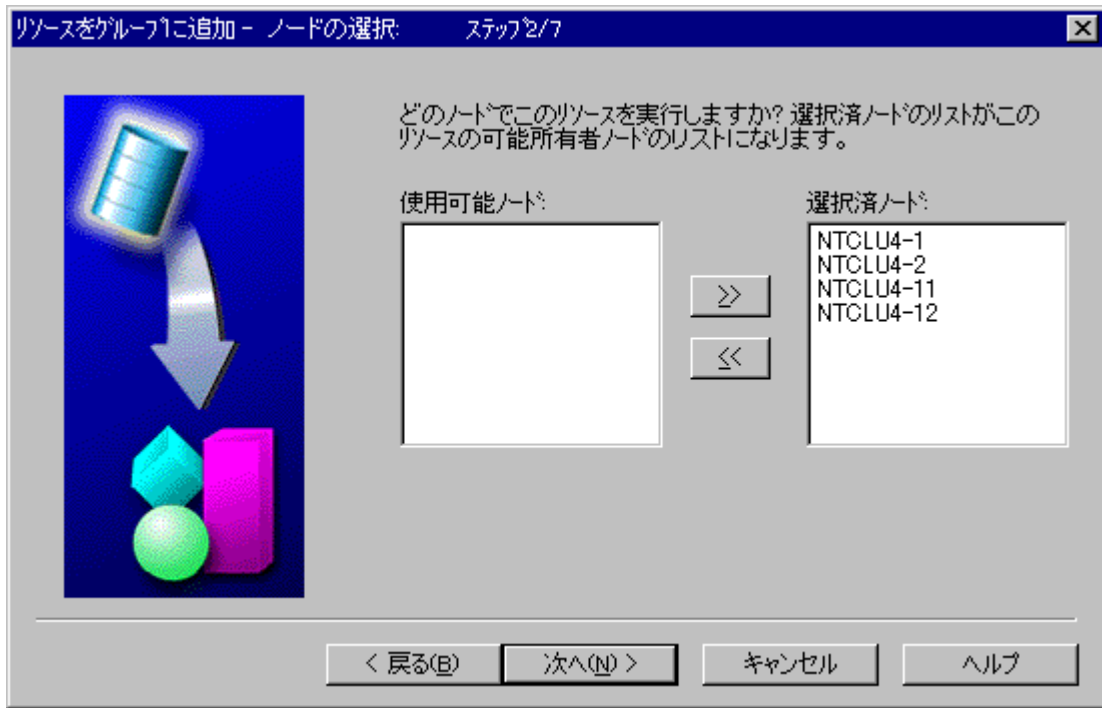 リソースをグループに追加 - ノードの選択: ステップ2/7
どのノードでこのリソースを実行しますか? 選択済ノードのリストがこの
リソースの可能所有者ノードのリストになります。
使用可能ノード:
選択済ノード:
NTCLU4-1
NTCLU4-2
NTCLU4-11
NTCLU4-12
>>
<<
< 戻る(B)
次へ(N) >
キャンセル
ヘルプ